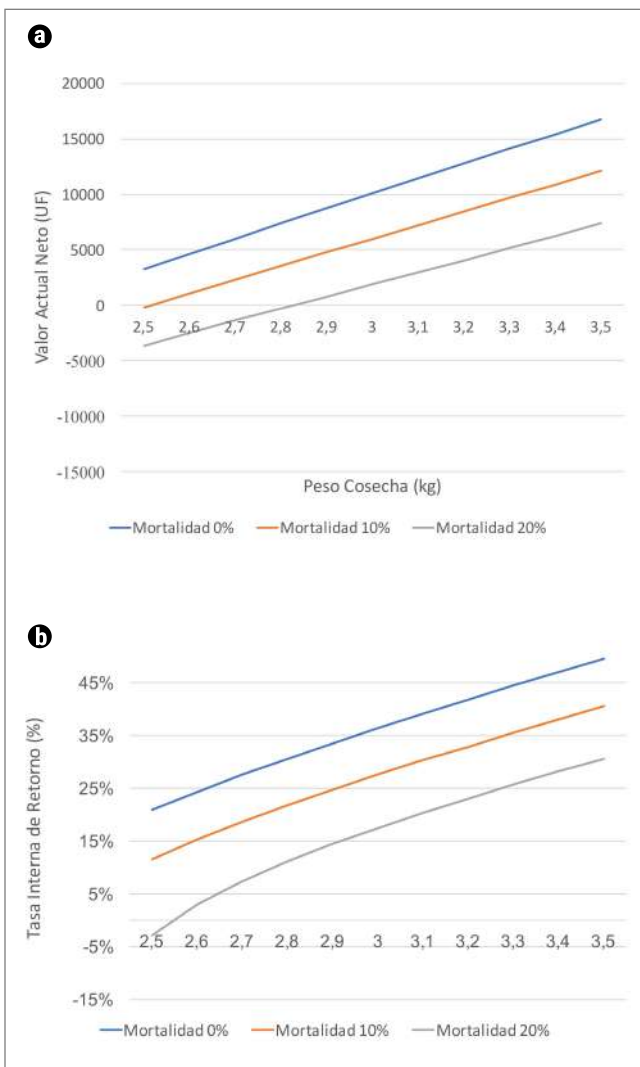 a
Valor Actual Neto (UF)
20000
15000
10000
5000
0
-5000
-10000
-15000
2,5 2,6 2,7 2,8 2,9 3 3,1 3,2 3,3 3,4 3,5
Peso Cosecha (kg)
Mortalidad 0% Mortalidad 10% Mortalidad 20%
b
Tasa Interna de Retorno (%)
45%
35%
25%
15%
5%
-5%
-15%
2,5 2,6 2,7 2,8 2,9 3 3,1 3,2 3,3 3,4 3,5
Mortalidad 0% Mortalidad 10% Mortalidad 20%